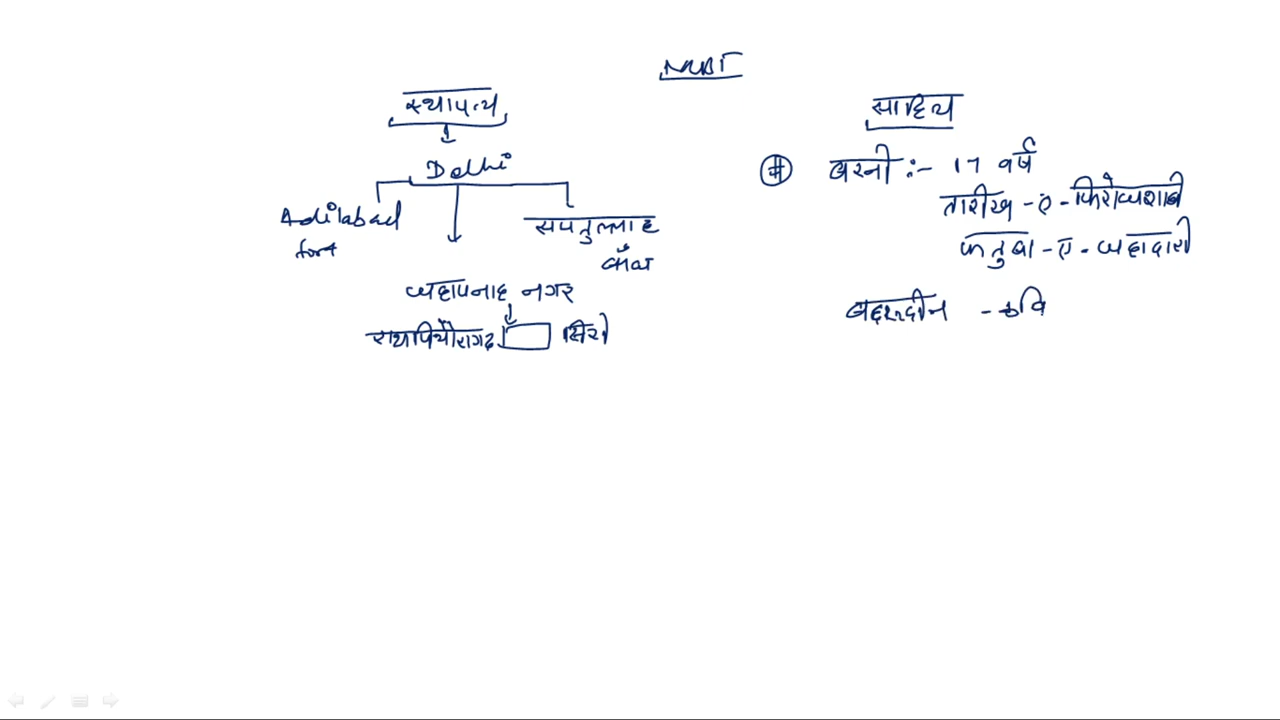 MBT
स्थापत्य
Delhi
Adilabad
fort
सपतुल्लाह
बाँध
जहापनाह नगर
रायपिथौरागढ़ सिरी
साहित्य
# बरनी :- 17 वर्ष
तारीख - ए - फिरोजशाही
फतुवा - ए - जहादारी
बदरुद्दीन - कवि